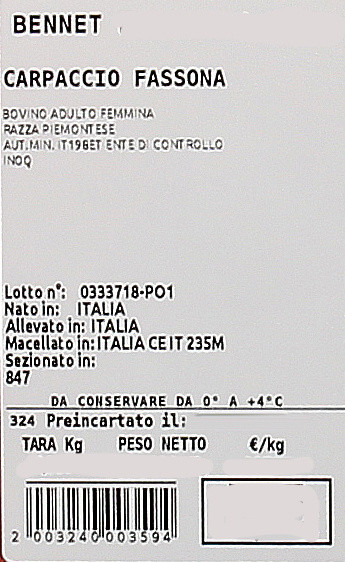 BENNET
CARPACCIO FASSONA
BOVINO ADULTO FEMMINA
RAZZA PIEMONTESE
AUT.MIN. IT19BET ENTE DI CONTROLLO
INOQ
Lotto n°: 0333718-PO1
Nato in: ITALIA
Allevato in: ITALIA
Macellato in: ITALIA CE IT 235M
Sezionato in:
847
DA CONSERVARE DA 0° A +4°C
324 Preincartato il:
TARA Kg PESO NETTO €/kg
2 003240 003594